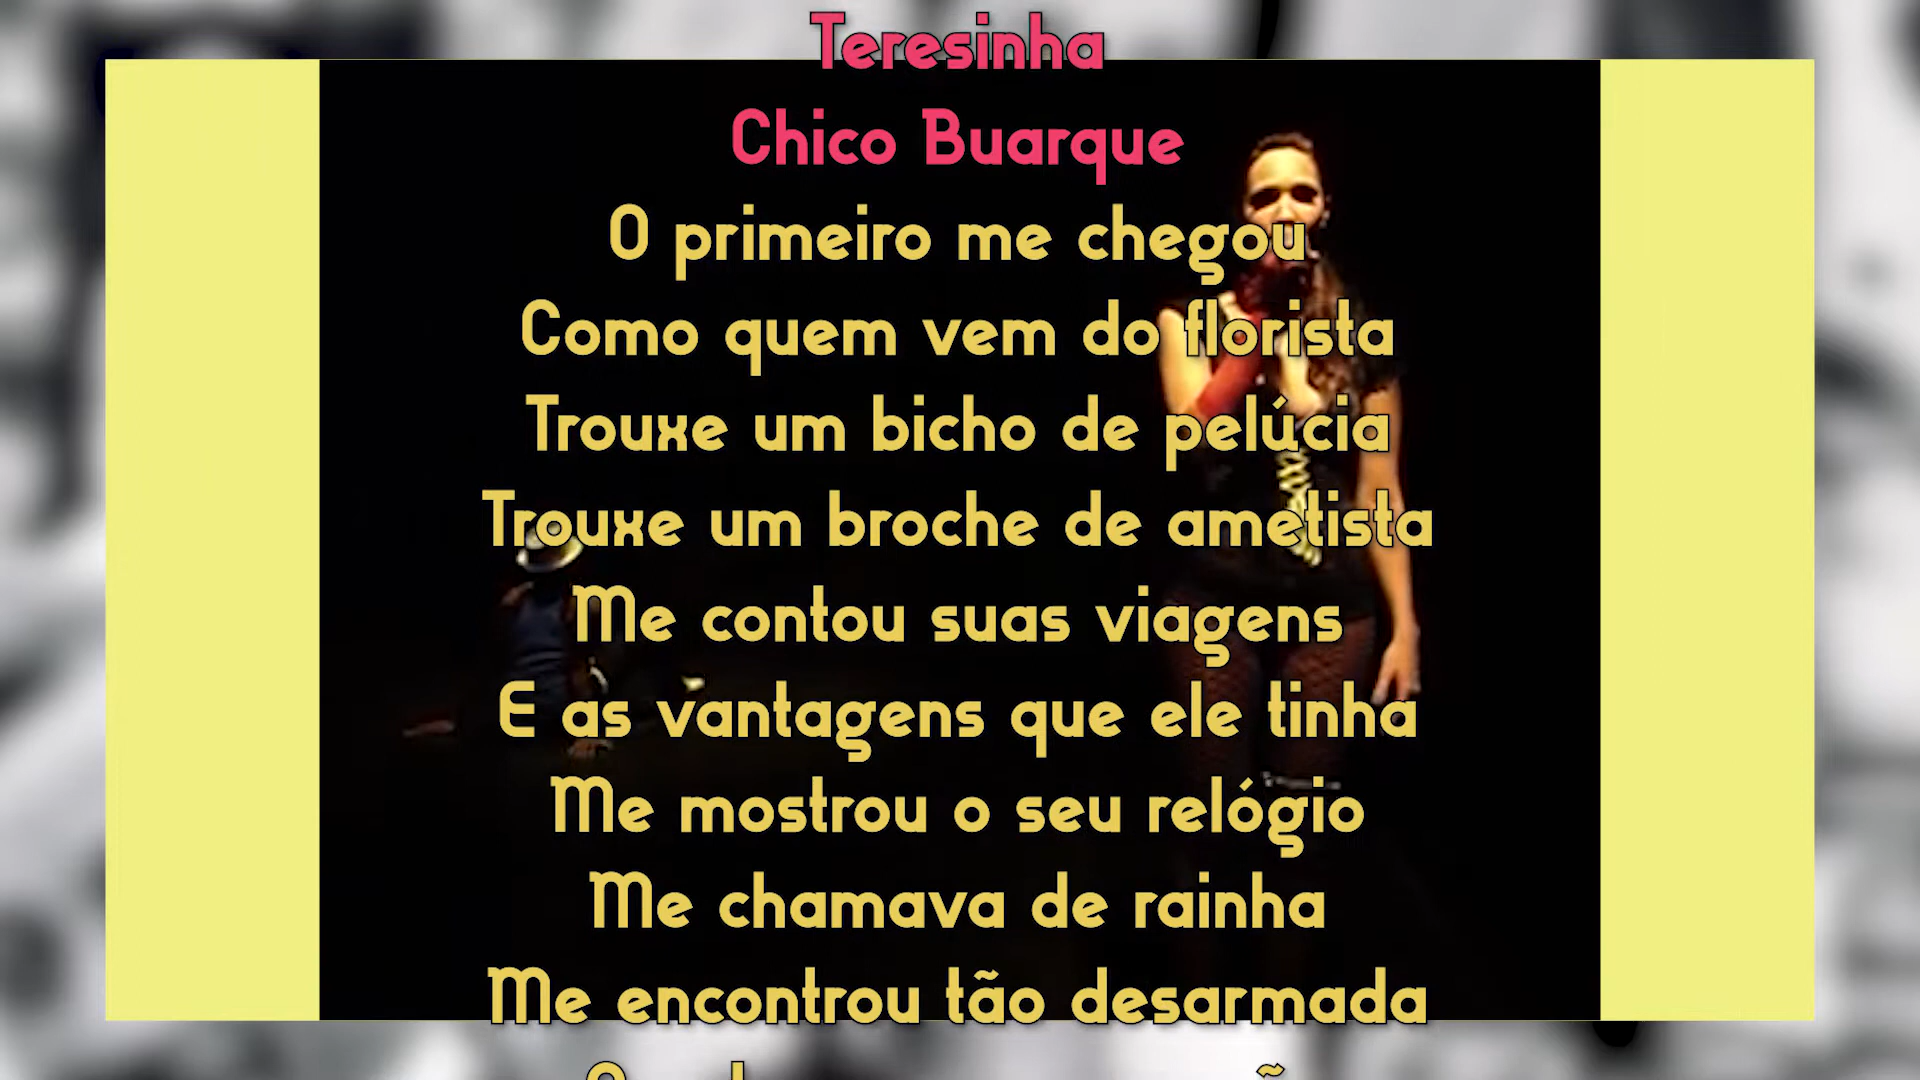 Teresinha
Chico Buarque
O primeiro me chegou
Como quem vem do florista
Trouxe um bicho de pelúcia
Trouxe um broche de ametista
Me contou suas viagens
E as vantagens que ele tinha
Me mostrou o seu relógio
Me chamava de rainha
Me encontrou tão desarmada